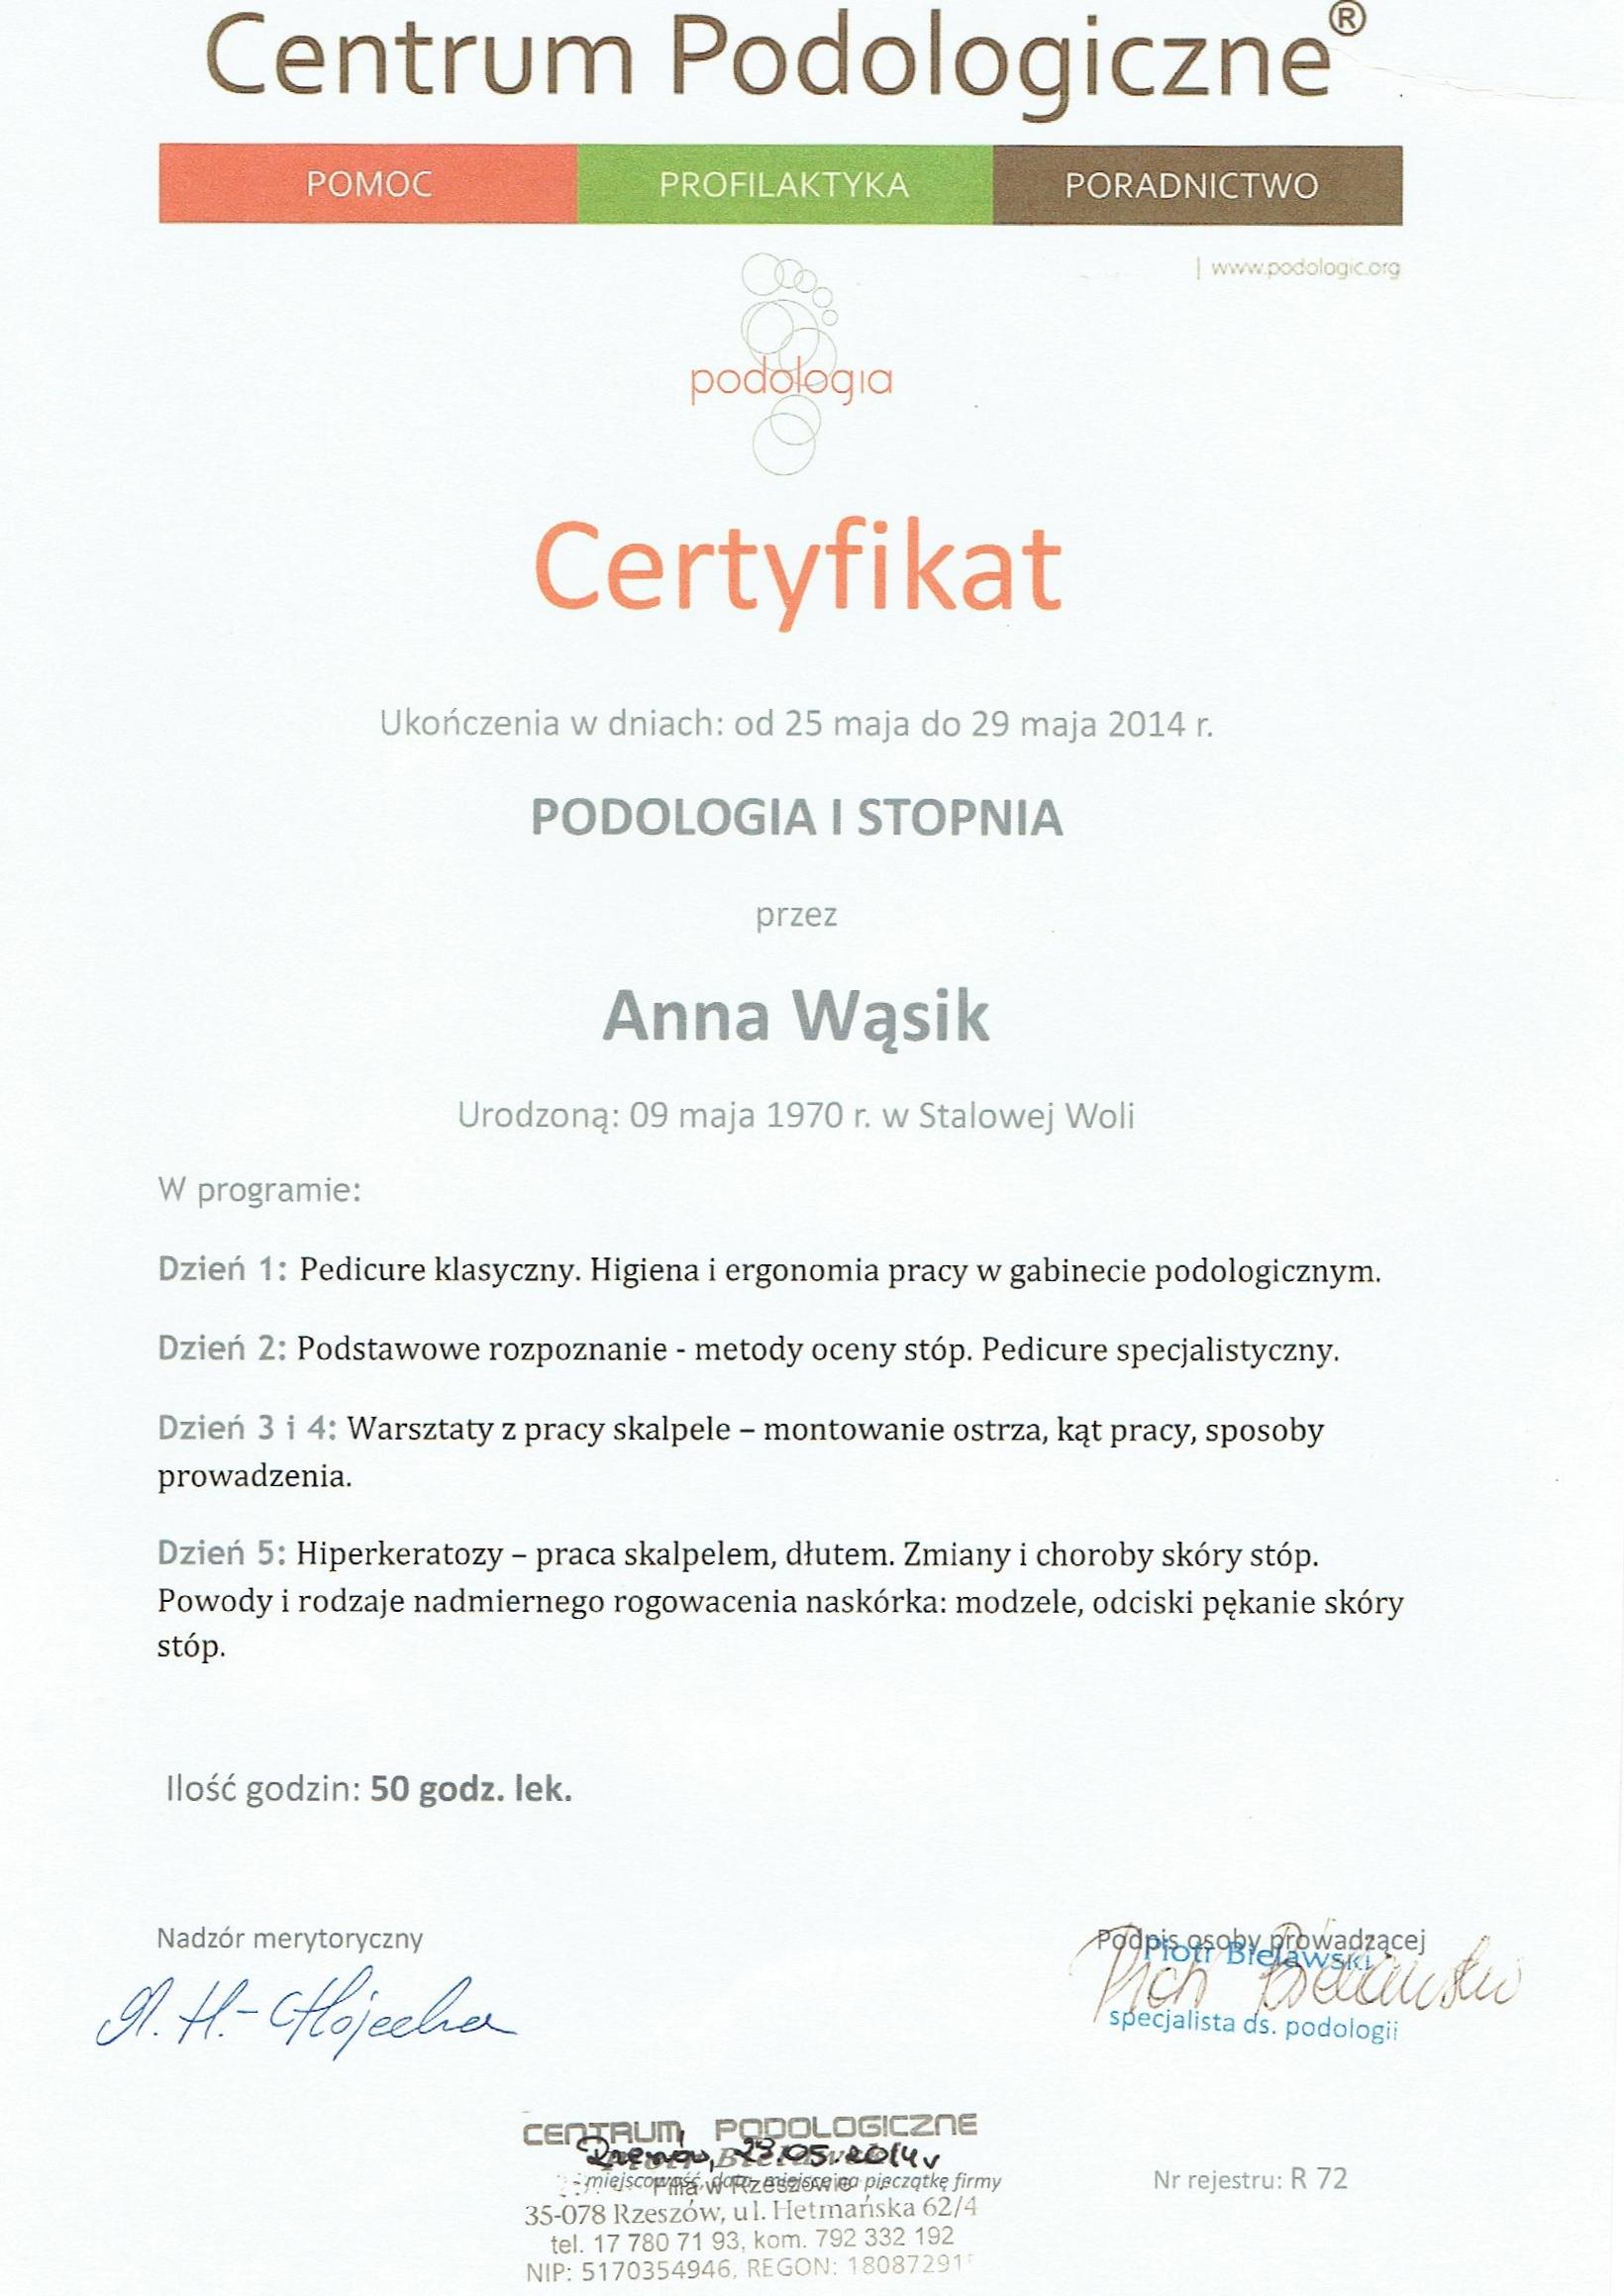 Centrum Podologiczne®
POMOC PROFILAKTYKA PORADNICTWO
| www.podologic.org
podologia
Certyfikat
Ukończenia w dniach: od 25 maja do 29 maja 2014 r.
PODOLOGIA I STOPNIA
przez
Anna Wąsik
Urodzoną: 09 maja 1970 r. w Stalowej Woli
W programie:
Dzień 1: Pedicure klasyczny. Higiena i ergonomia pracy w gabinecie podologicznym.
Dzień 2: Podstawowe rozpoznanie - metody oceny stóp. Pedicure specjalistyczny.
Dzień 3 i 4: Warsztaty z pracy skalpele – montowanie ostrza, kąt pracy, sposoby
prowadzenia.
Dzień 5: Hiperkeratozy – praca skalpelem, dłutem. Zmiany i choroby skóry stóp.
Powody i rodzaje nadmiernego rogowacenia naskórka: modzele, odciski pękanie skóry
stóp.
Ilość godzin: 50 godz. lek.
Nadzór merytoryczny
Podpis osoby prowadzącej
Piotr Bielawski
specjalista ds. podologii
CENTRUM PODOLOGICZNE
Rzeszów, 29.05.2014r
miejscowość, data, miejsce na pieczątkę firmy
Filia w Rzeszowie
35-078 Rzeszów, ul. Hetmańska 62/4
tel. 17 780 71 93, kom. 792 332 192
NIP: 5170354946, REGON:
Nr rejestru: R 72